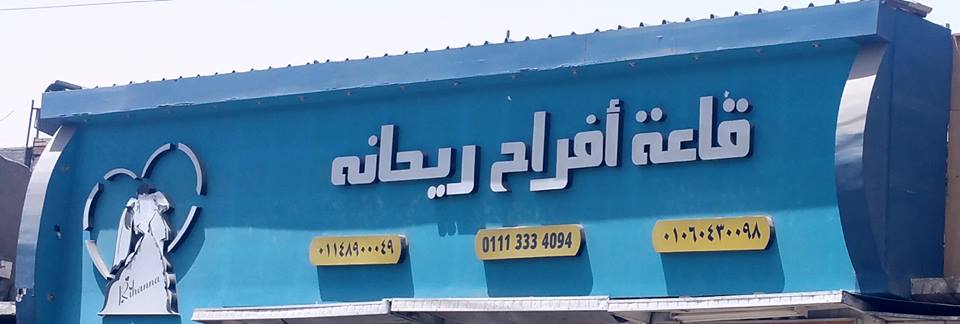 قاعة أفراح ريحانه
٠١٠٦٠٤٣٠٠٩٨
0111 333 4094
٠١١٤٨٩٠٠٠٤٩
Rihanna